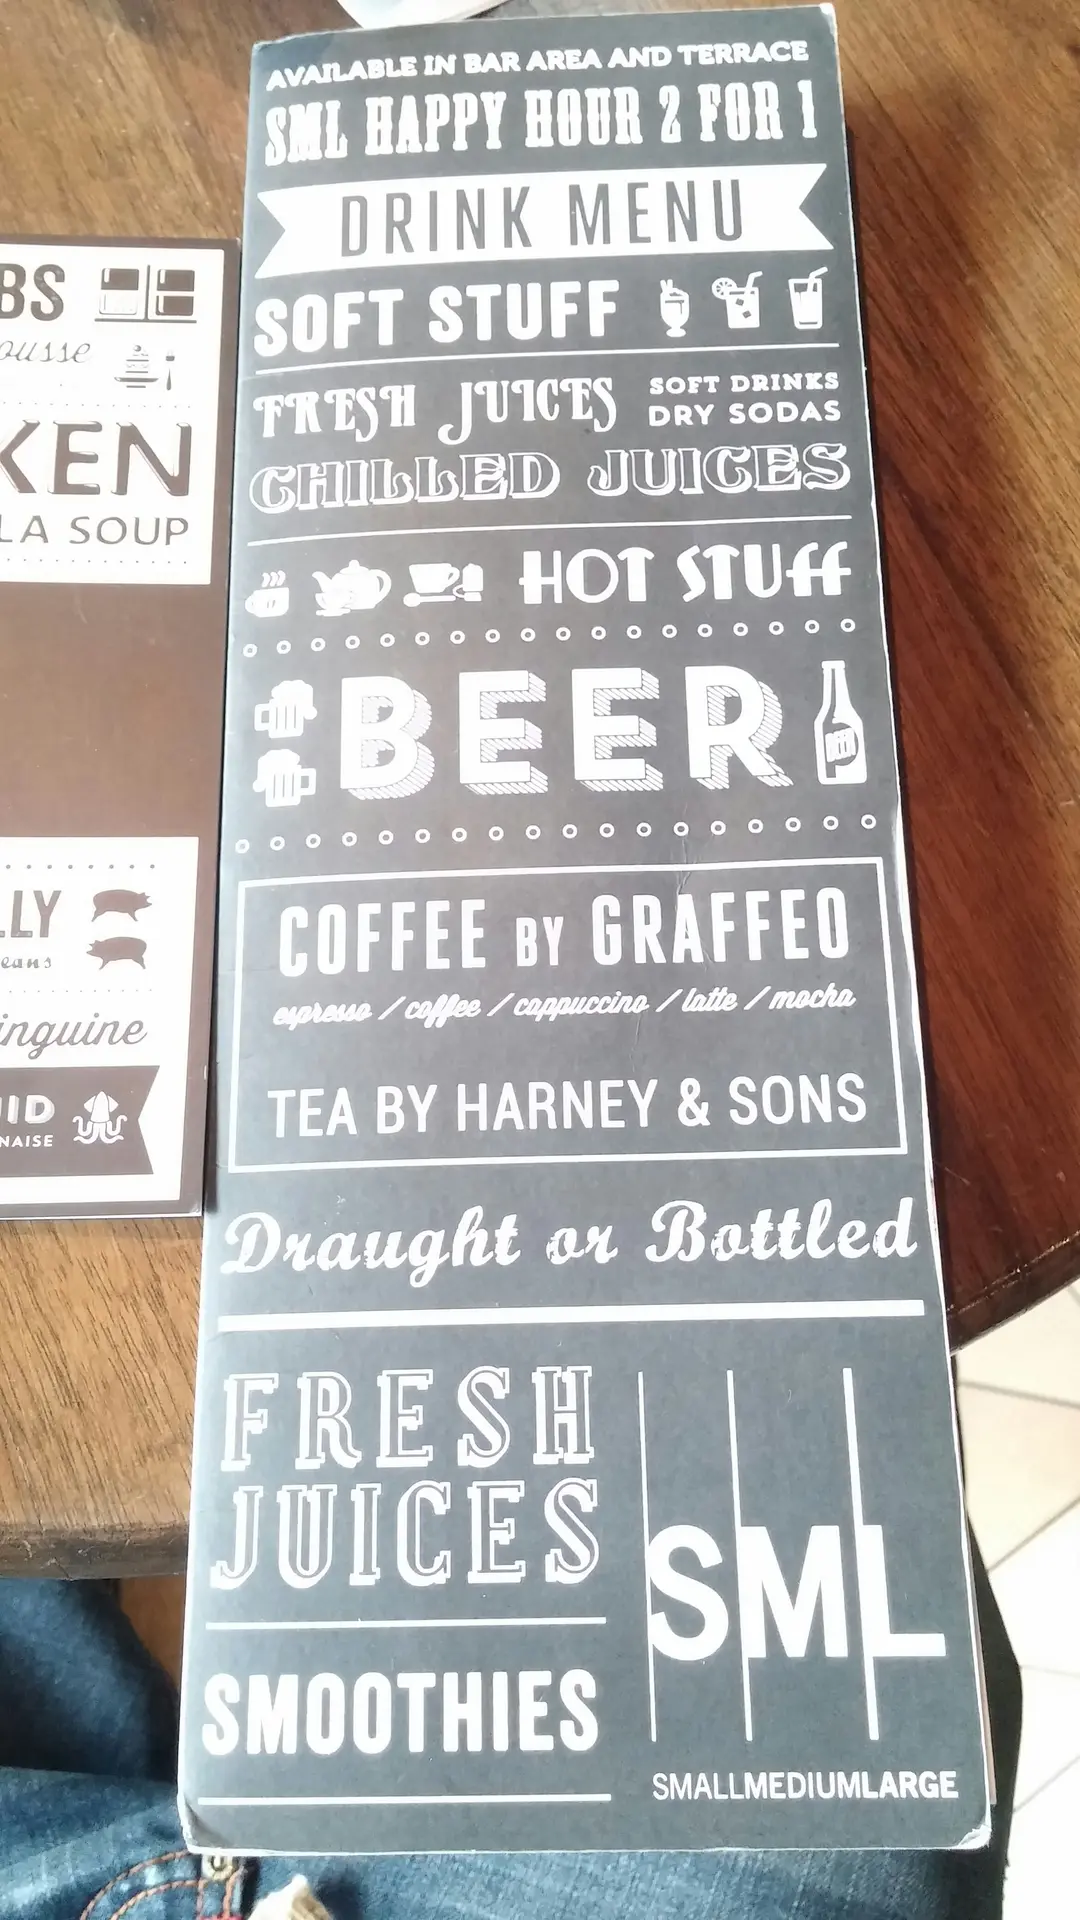 AVAILABLE IN BAR AREA AND TERRACE
SML HAPPY HOUR 2 FOR 1
DRINK MENU
SOFT STUFF
FRESH JUICES
SOFT DRINKS
DRY SODAS
CHILLED JUICES
HOT STUFF
BEER
BEER
COFFEE BY GRAFFEO
espresso / coffee / cappuccino / latte / mocha
TEA BY HARNEY & SONS
Draught or Bottled
FRESH
JUICES
SMOOTHIES
SML
SMALLMEDIUMLARGE
BS
ousse
KEN
LA SOUP
LLY
eans
inguine
UID
NAISE